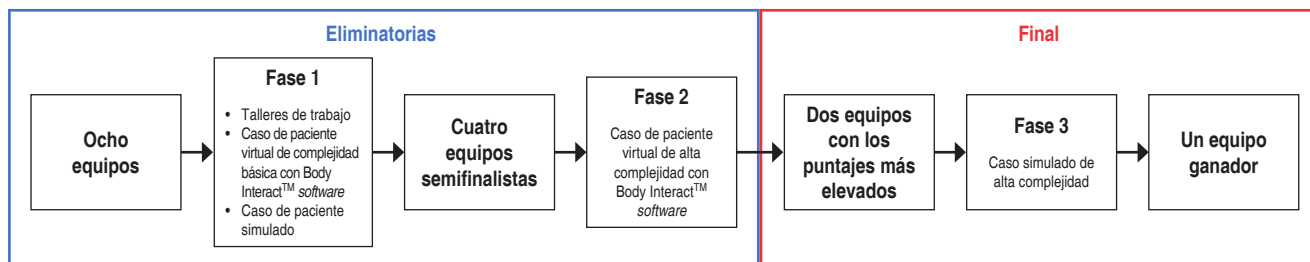 Eliminatorias
Final
Ocho
equipos
Fase 1
• Talleres de trabajo
• Caso de paciente
virtual de complejidad
básica con Body
Interact™ software
• Caso de paciente
simulado
Cuatro
equipos
semifinalistas
Fase 2
Caso de paciente
virtual de alta
complejidad con
Body Interact™
software
Dos equipos
con los
puntajes más
elevados
Fase 3
Caso simulado de
alta complejidad
Un equipo
ganador